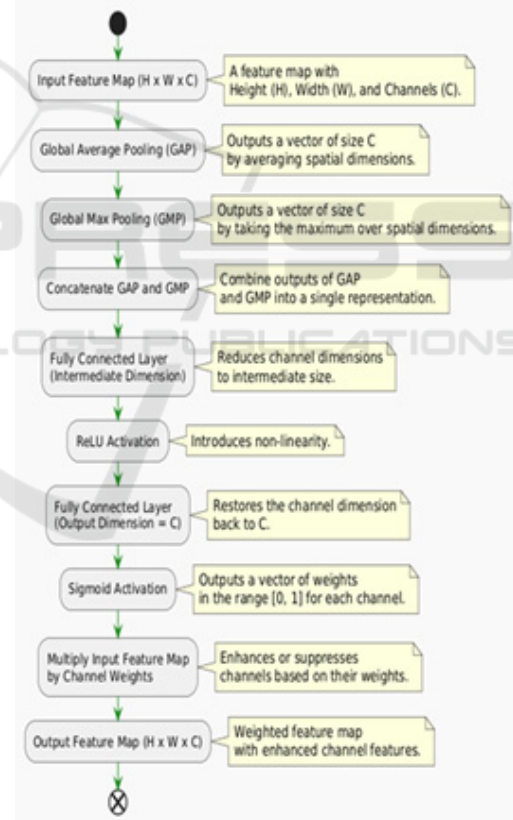 Input Feature Map (H x W x C)
A feature map with
Height (H), Width (W), and Channels (C).
Global Average Pooling (GAP)
Outputs a vector of size C
by averaging spatial dimensions.
Global Max Pooling (GMP)
Outputs a vector of size C
by taking the maximum over spatial dimensions.
Concatenate GAP and GMP
Combine outputs of GAP
and GMP into a single representation.
Fully Connected Layer
(Intermediate Dimension)
Reduces channel dimensions
to intermediate size.
ReLU Activation
Introduces non-linearity.
Fully Connected Layer
(Output Dimension = C)
Restores the channel dimension
back to C.
Sigmoid Activation
Outputs a vector of weights
in the range [0, 1] for each channel.
Multiply Input Feature Map
by Channel Weights
Enhances or suppresses
channels based on their weights.
Output Feature Map (H x W x C)
Weighted feature map
with enhanced channel features.
PRESS
LOGY PUBLICATIONS